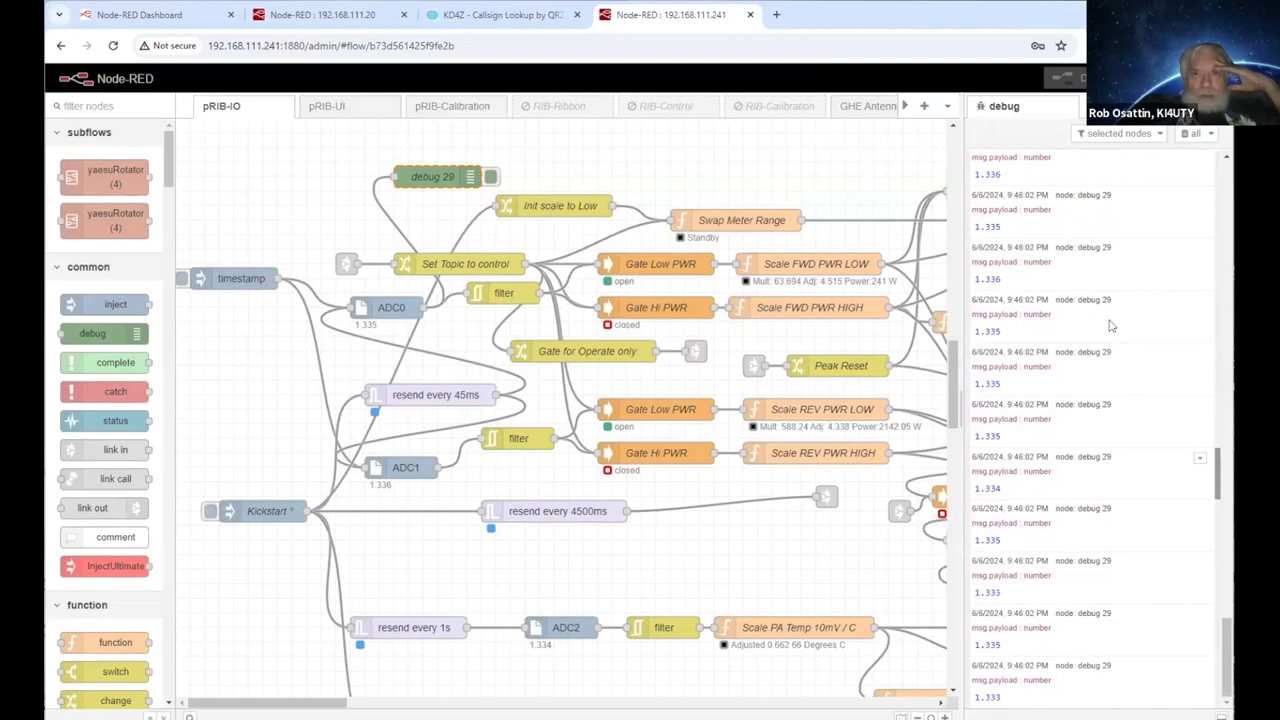 Node-RED Dashboard
Node-RED : 192.168.111.20
KD4Z - Callsign Lookup by QRZ
Node-RED : 192.168.111.241
Not secure
192.168.111.241:1880/admin/#flow/b73d561425f9fe2b
Node-RED
D
Rob Osattin, KI4UTY
filter nodes
pRIB-IO
pRIB-UI
pRIB-Calibration
RIB-Ribbon
RIB-Control
RIB-Calibration
GHE Antenn
debug
selected nodes
all
subflows
yaesuRotator
(4)
yaesuRotator
(4)
common
inject
debug
complete
catch
status
link in
link call
link out
comment
InjectUltimate
function
function
switch
change
debug 29
Init scale to Low
Swap Meter Range
Standby
timestamp
Set Topic to control
Gate Low PWR
open
Scale FWD PWR LOW
Mult: 63.694 Adj: 4.515 Power:241 W
ADC0
1.335
filter
Gate Hi PWR
closed
Scale FWD PWR HIGH
Gate for Operate only
Peak Reset
resend every 45ms
Gate Low PWR
open
Scale REV PWR LOW
Mult: 588.24 Adj: 4.338 Power:2142.05 W
filter
ADC1
1.336
Gate Hi PWR
closed
Scale REV PWR HIGH
Kickstart ¹
resend every 4500ms
resend every 1s
ADC2
1.334
filter
Scale PA Temp 10mV / C
Adjusted 0.662 66 Degrees C
msg.payload : number
1.336
6/6/2024, 9:46:02 PM node: debug 29
msg.payload : number
1.335
6/6/2024, 9:46:02 PM node: debug 29
msg.payload : number
1.336
6/6/2024, 9:46:02 PM node: debug 29
msg.payload : number
1.335
6/6/2024, 9:46:02 PM node: debug 29
msg.payload : number
1.335
6/6/2024, 9:46:02 PM node: debug 29
msg.payload : number
1.335
6/6/2024, 9:46:02 PM node: debug 29
msg.payload : number
1.334
6/6/2024, 9:46:02 PM node: debug 29
msg.payload : number
1.335
6/6/2024, 9:46:02 PM node: debug 29
msg.payload : number
1.333
6/6/2024, 9:46:02 PM node: debug 29
msg.payload : number
1.335
6/6/2024, 9:46:02 PM node: debug 29
msg.payload : number
1.333